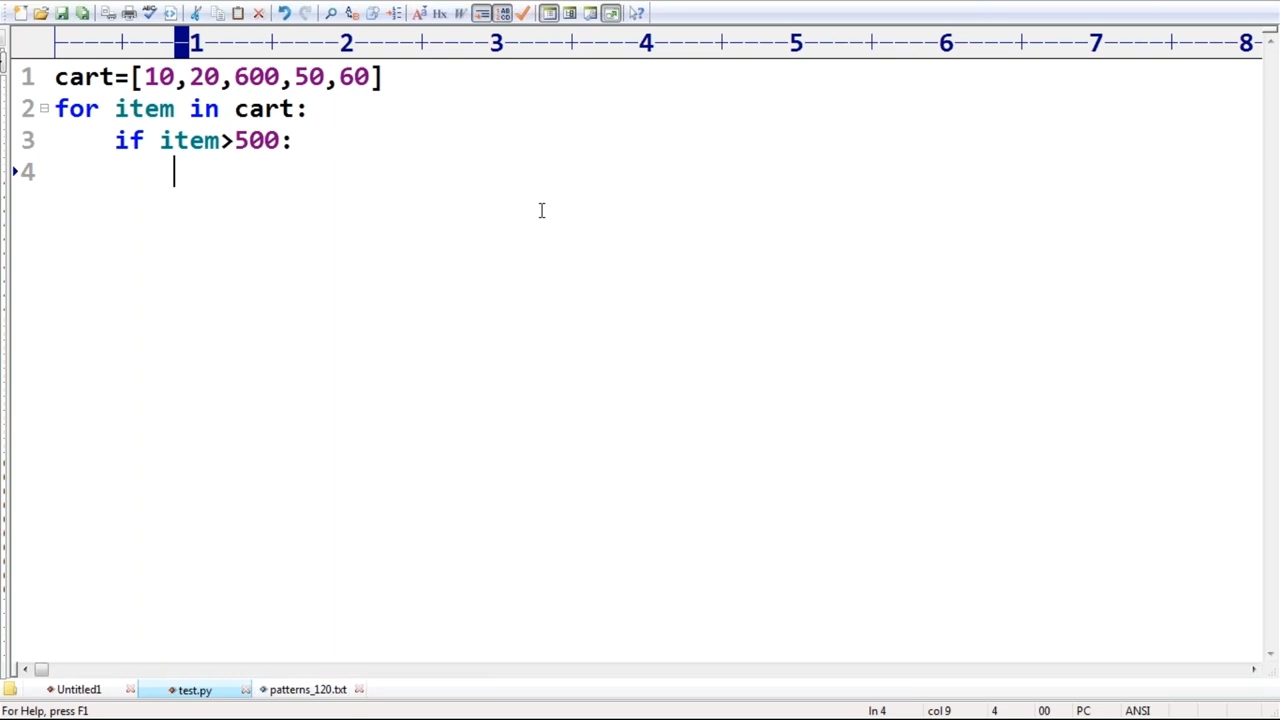 1 2 3 4 5 6 7 8
1 cart=[10,20,600,50,60]
2 for item in cart:
3 if item>500:
4
Untitled1 test.py patterns_120.txt
For Help, press F1 ln 4 col 9 4 00 PC ANSI